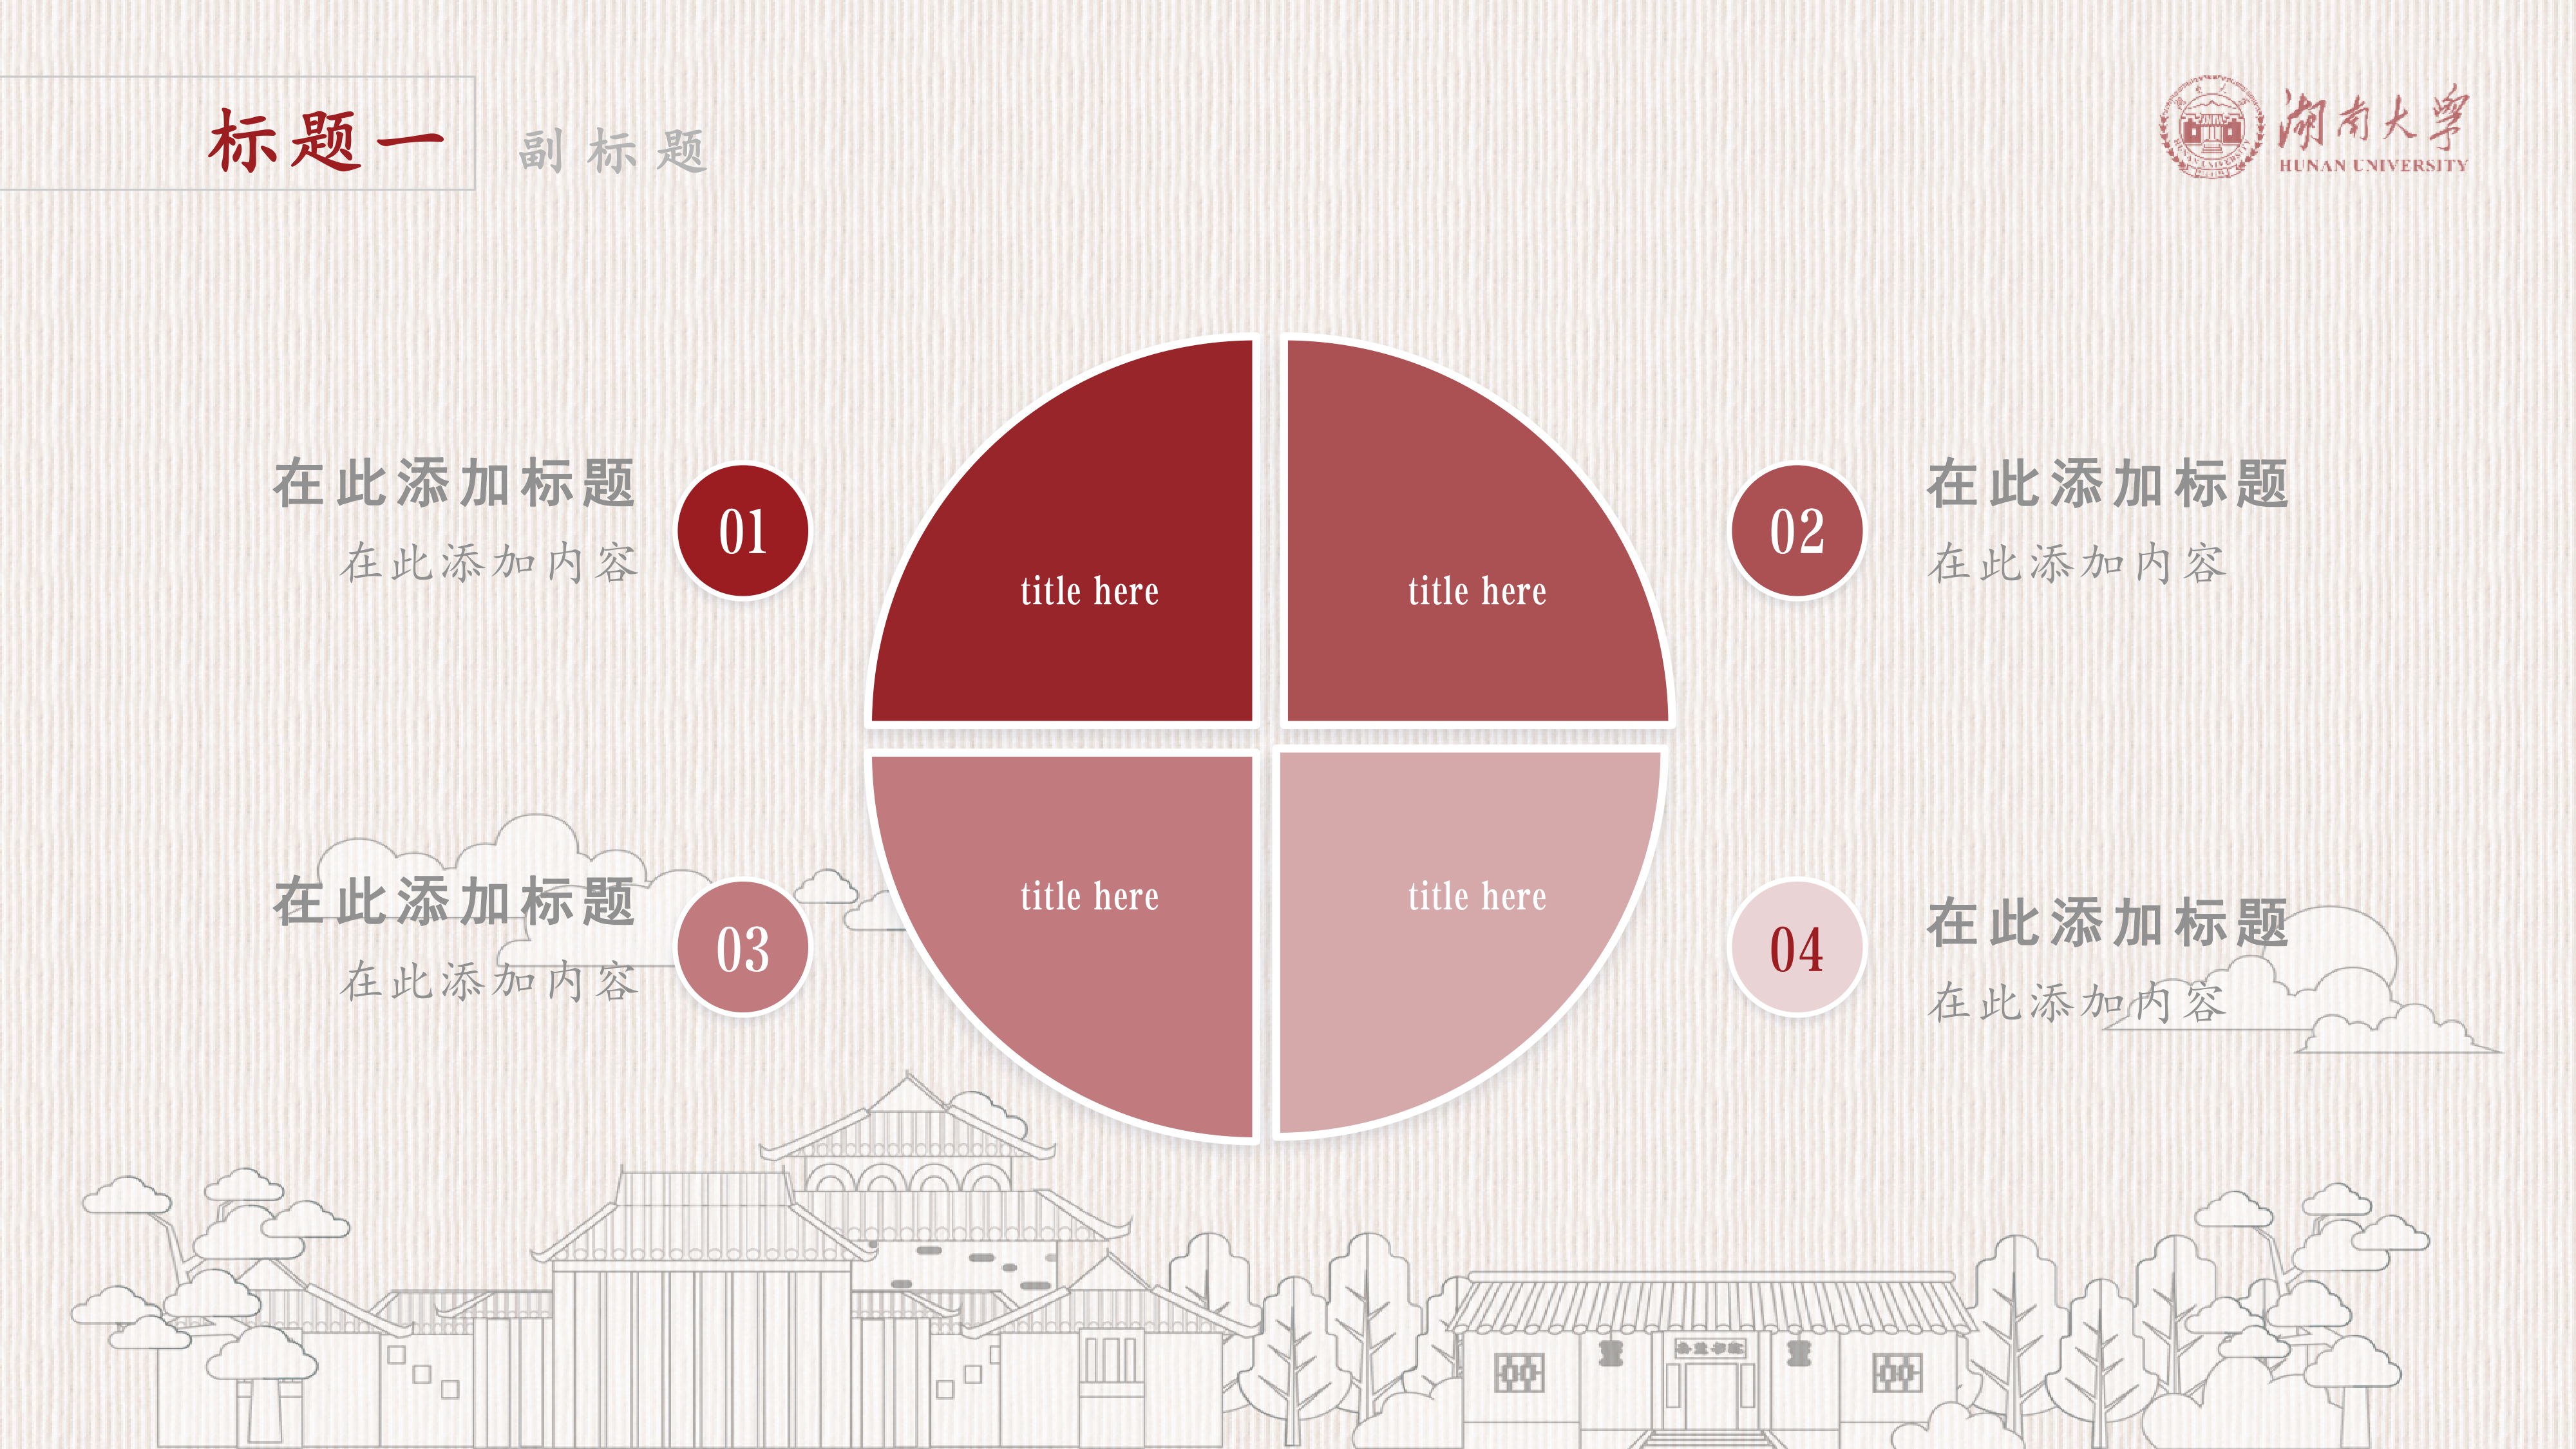 标题一 副标题
湖南大学
HUNAN UNIVERSITY
在此添加标题
在此添加内容
01
title here
title here
02
在此添加标题
在此添加内容
在此添加标题
在此添加内容
03
title here
title here
04
在此添加标题
在此添加内容